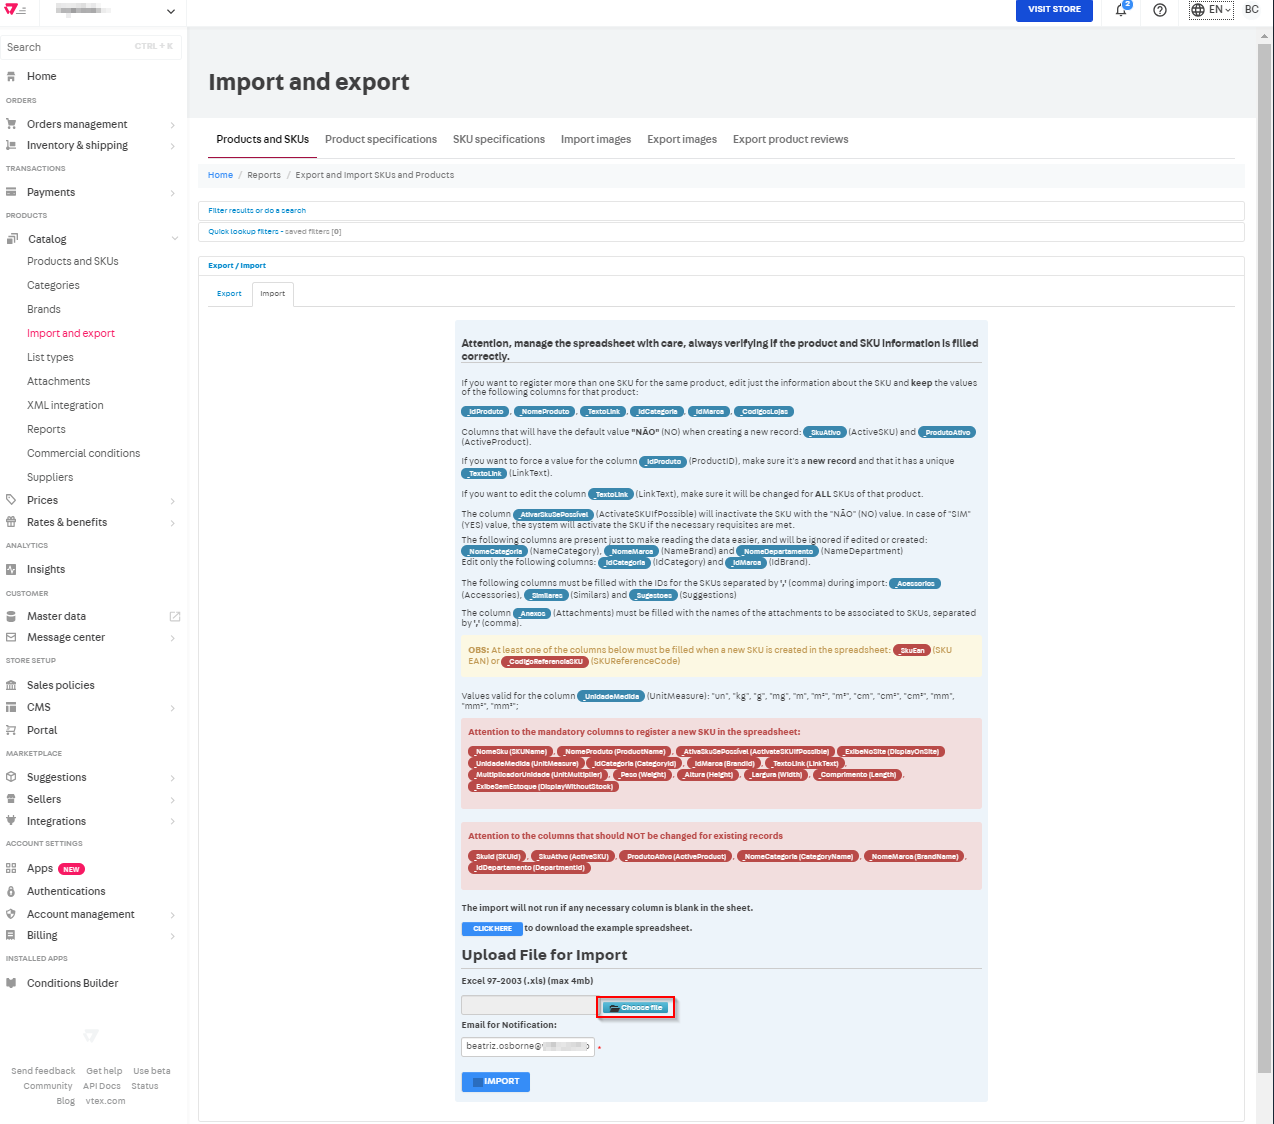 VISIT STORE
2
EN
BC
Search
CTRL + K
Home
ORDERS
Orders management
Inventory & shipping
TRANSACTIONS
Payments
PRODUCTS
Catalog
Products and SKUs
Categories
Brands
Import and export
List types
Attachments
XML integration
Reports
Commercial conditions
Suppliers
Prices
Rates & benefits
ANALYTICS
Insights
CUSTOMER
Master data
Message center
STORE SETUP
Sales policies
CMS
Portal
MARKETPLACE
Suggestions
Sellers
Integrations
ACCOUNT SETTINGS
Apps NEW
Authentications
Account management
Billing
INSTALLED APPS
Conditions Builder
Send feedback Get help Use beta
Community API Docs Status
Blog vtex.com
Import and export
Products and SKUs Product specifications SKU specifications Import images Export images Export product reviews
Home / Reports / Export and Import SKUs and Products
Filter results or do a search
Quick lookup filters - saved filters [0]
Export / Import
Export Import
Attention, manage the spreadsheet with care, always verifying if the product and SKU information is filled
correctly.
If you want to register more than one SKU for the same product, edit just the information about the SKU and keep the values
of the following columns for that product:
_IdProduto, _NomeProduto, _TextoLink, _IdCategoria, _IdMarca, _CodigosLojas
Columns that will have the default value "NÃO" (NO) when creating a new record: _SkuAtivo (ActiveSKU) and _ProdutoAtivo
(ActiveProduct).
If you want to force a value for the column _IdProduto (ProductID), make sure it's a new record and that it has a unique
_TextoLink (LinkText).
If you want to edit the column _TextoLink (LinkText), make sure it will be changed for ALL SKUs of that product.
The column _AtivarSkuSePossível (ActivateSKUIfPossible) will inactivate the SKU with the "NÃO" (NO) value. In case of "SIM"
(YES) value, the system will activate the SKU if the necessary requisites are met.
The following columns are present just to make reading the data easier, and will be ignored if edited or created:
_NomeCategoria (NameCategory), _NomeMarca (NameBrand) and _NomeDepartamento (NameDepartment)
Edit only the following columns: _IdCategoria (IdCategory) and _IdMarca (IdBrand).
The following columns must be filled with the IDs for the SKUs separated by ',' (comma) during import: _Acessorios
(Accessories), _Similares (Similars) and _Sugestoes (Suggestions)
The column _Anexos (Attachments) must be filled with the names of the attachments to be associated to SKUs, separated
by ',' (comma).
OBS: At least one of the columns below must be filled when a new SKU is created in the spreadsheet: _SkuEan (SKU
EAN) or _CodigoReferenciaSKU (SKUReferenceCode)
Values valid for the column _UnidadeMedida (UnitMeasure): "un", "kg", "g", "mg", "m", "m²", "m³", "cm", "cm²", "cm³", "mm",
"mm²", "mm³";
Attention to the mandatory columns to register a new SKU in the spreadsheet:
_NomeSku (SKUName), _NomeProduto (ProductName), _AtivaSkuSePossível (ActivateSKUIfPossible) _ExibeNoSite (DisplayOnSite)
_UnidadeMedida (UnitMeasure) _IdCategoria (CategoryId), _IdMarca (BrandId), _TextoLink (LinkText),
_MultiplicadorUnidade (UnitMultiplier), _Peso (Weight), _Altura (Height), _Largura (Width), _Comprimento (Length),
_ExibeSemEstoque (DisplayWithoutStock)
Attention to the columns that should NOT be changed for existing records
_SkuId (SKUId), _SkuAtivo (ActiveSKU), _ProdutoAtivo (ActiveProduct), _NomeCategoria (CategoryName), _NomeMarca (BrandName),
_IdDepartamento (DepartmentId)
The import will not run if any necessary column is blank in the sheet.
CLICK HERE to download the example spreadsheet.
Upload File for Import
Excel 97-2003 (.xls) (max 4mb)
Choose file
Email for Notification:
beatriz.osborne@
*
IMPORT